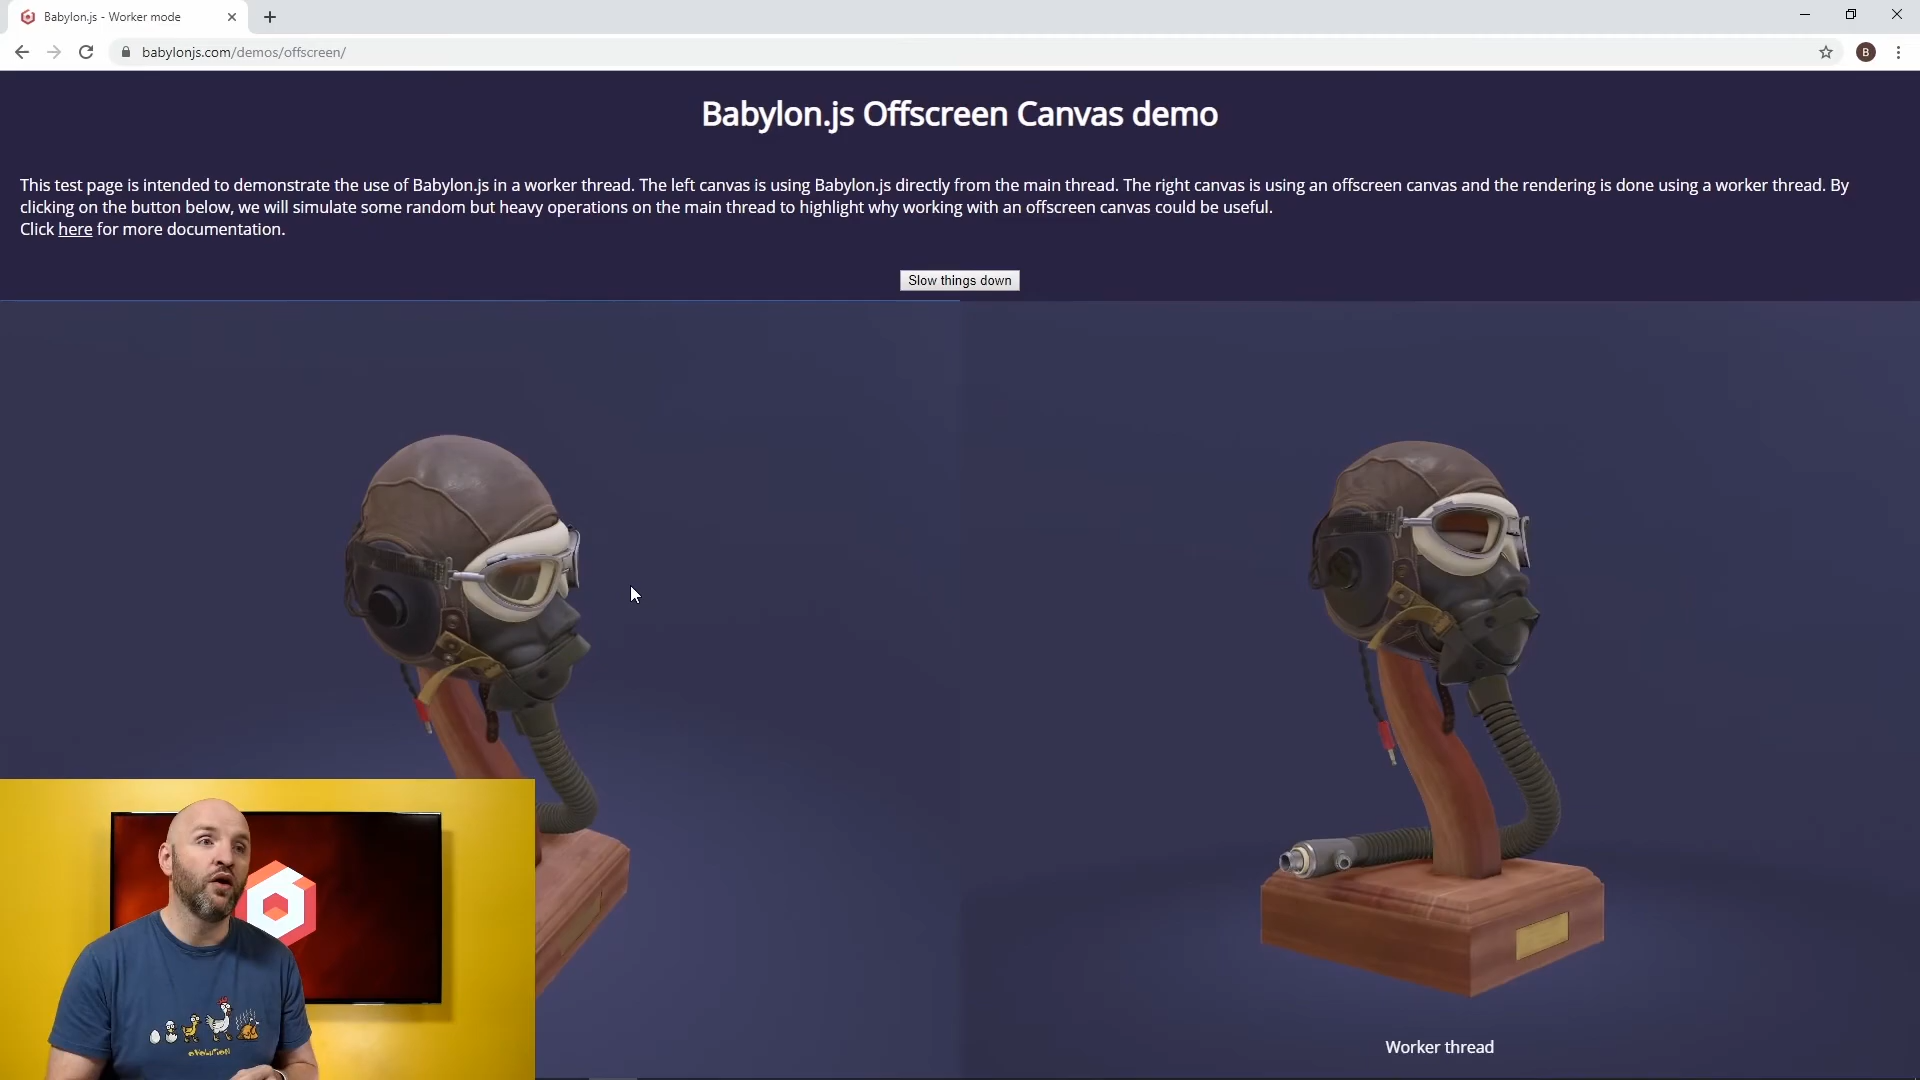 Babylon.js - Worker mode
babylonjs.com/demos/offscreen/
B
Babylon.js Offscreen Canvas demo
This test page is intended to demonstrate the use of Babylon.js in a worker thread. The left canvas is using Babylon.js directly from the main thread. The right canvas is using an offscreen canvas and the rendering is done using a worker thread. By
clicking on the button below, we will simulate some random but heavy operations on the main thread to highlight why working with an offscreen canvas could be useful.
Click here for more documentation.
Slow things down
Worker thread